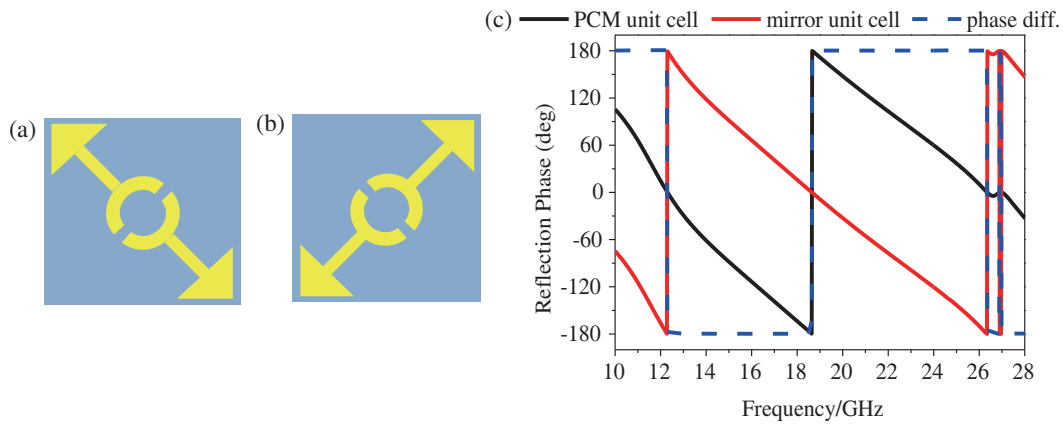 (a)
(b)
(c)
PCM unit cell mirror unit cell phase diff.
Reflection Phase (deg)
180
120
60
0
-60
-120
-180
10 12 14 16 18 20 22 24 26 28
Frequency/GHz